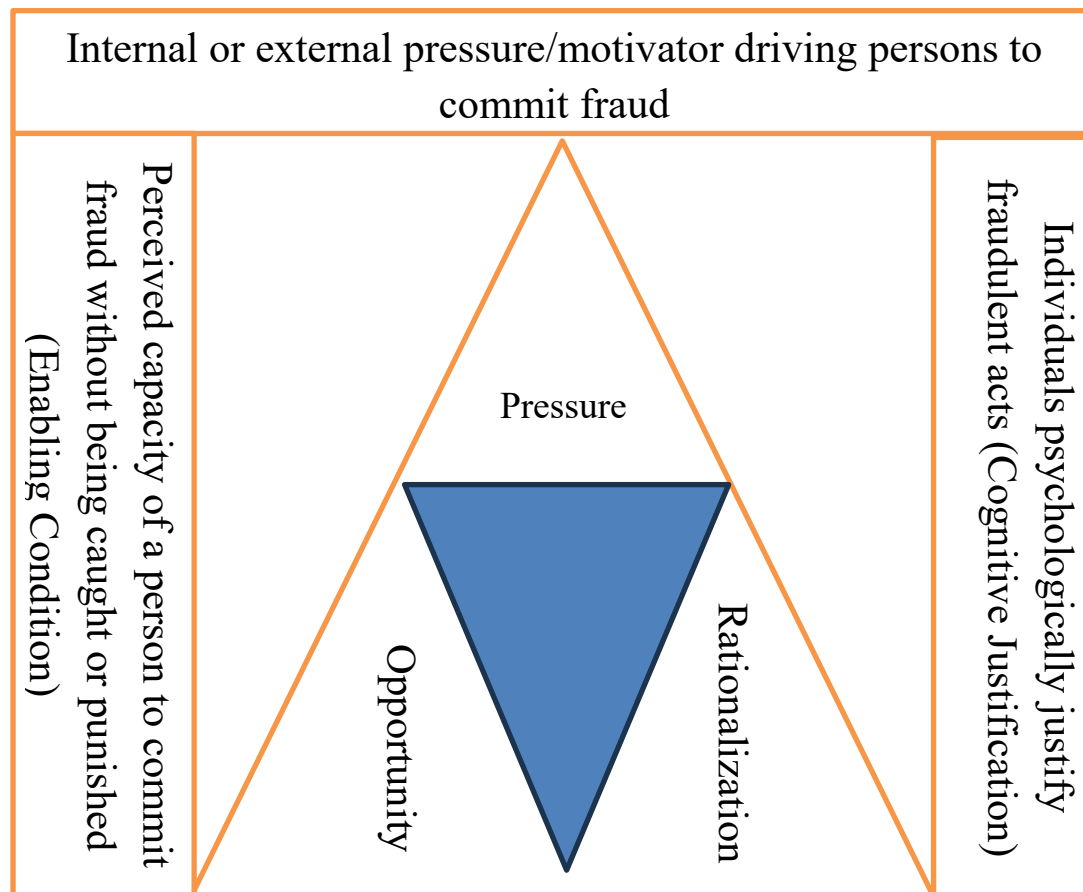 Internal or external pressure/motivator driving persons to
commit fraud
Perceived capacity of a person to commit
fraud without being caught or punished
(Enabling Condition)
Pressure
Opportunity
Rationalization
Individuals psychologically justify
fraudulent acts (Cognitive Justification)